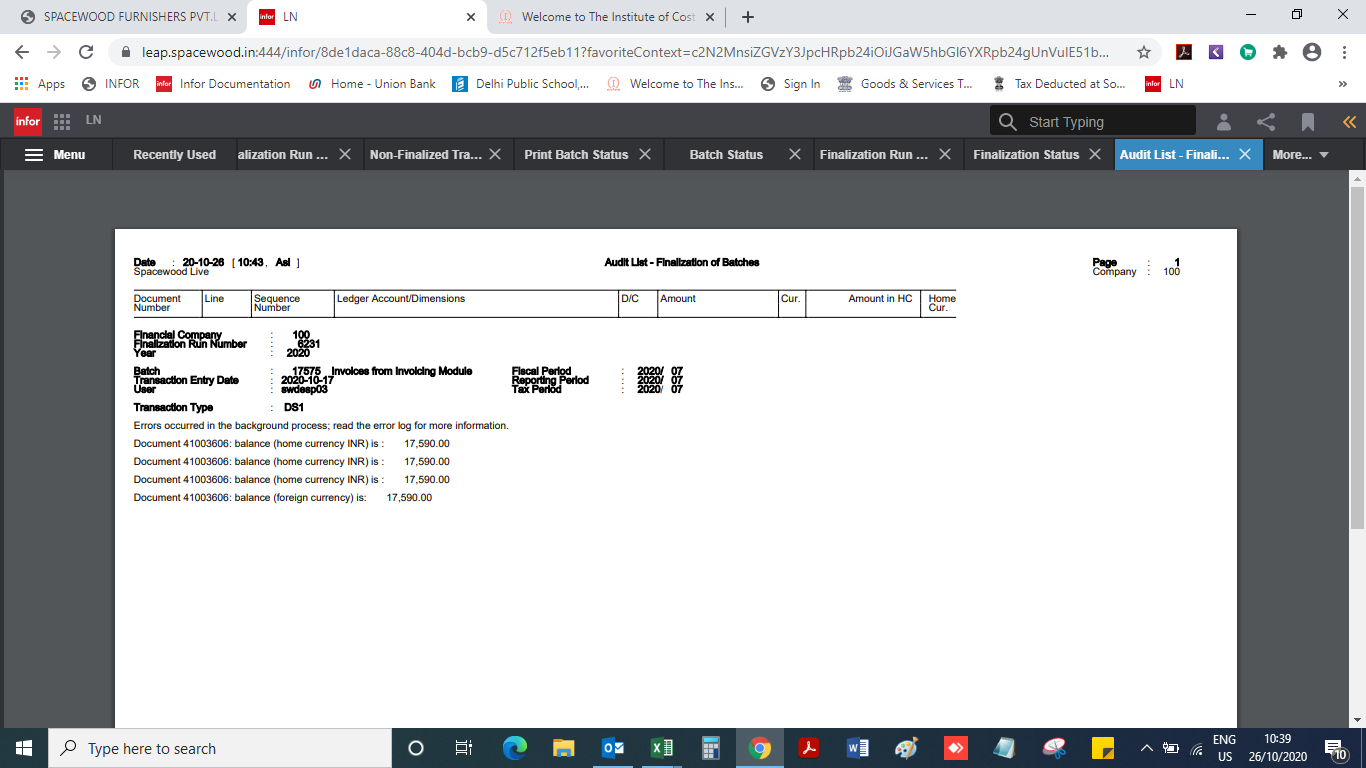 SPACEWOOD FURNISHERS PVT.L
infor LN
Welcome to The Institute of Cost
leap.spacewood.in:444/infor/8de1daca-88c8-404d-bcb9-d5c712f5eb11?favoriteContext=c2N2MnsiZGVzY3JpcHRpb24iOiJGaW5hbGl6YXRpb24gUnVuIE51b...
Apps INFOR infor Infor Documentation Home - Union Bank Delhi Public School,... Welcome to The Ins... Sign In Goods & Services T... Tax Deducted at So... infor LN »
infor LN Start Typing
Menu Recently Used alization Run ... Non-Finalized Tra... Print Batch Status Batch Status Finalization Run ... Finalization Status Audit List - Finali... More...
Date : 20-10-26 [ 10:43, Asi ] Audit List - Finalization of Batches Page : 1
Spacewood Live Company : 100
Document Line Sequence Ledger Account/Dimensions D/C Amount Cur. Amount in HC Home
Number Number Cur.
Financial Company : 100
Finalization Run Number : 6231
Year : 2020
Batch : 17575 Invoices from Invoicing Module Fiscal Period : 2020/ 07
Transaction Entry Date : 2020-10-17 Reporting Period : 2020/ 07
User : swdesp03 Tax Period : 2020/ 07
Transaction Type : DS1
Errors occurred in the background process; read the error log for more information.
Document 41003606: balance (home currency INR) is : 17,590.00
Document 41003606: balance (home currency INR) is : 17,590.00
Document 41003606: balance (home currency INR) is : 17,590.00
Document 41003606: balance (foreign currency) is: 17,590.00
Type here to search
ENG 10:39
US 26/10/2020
10